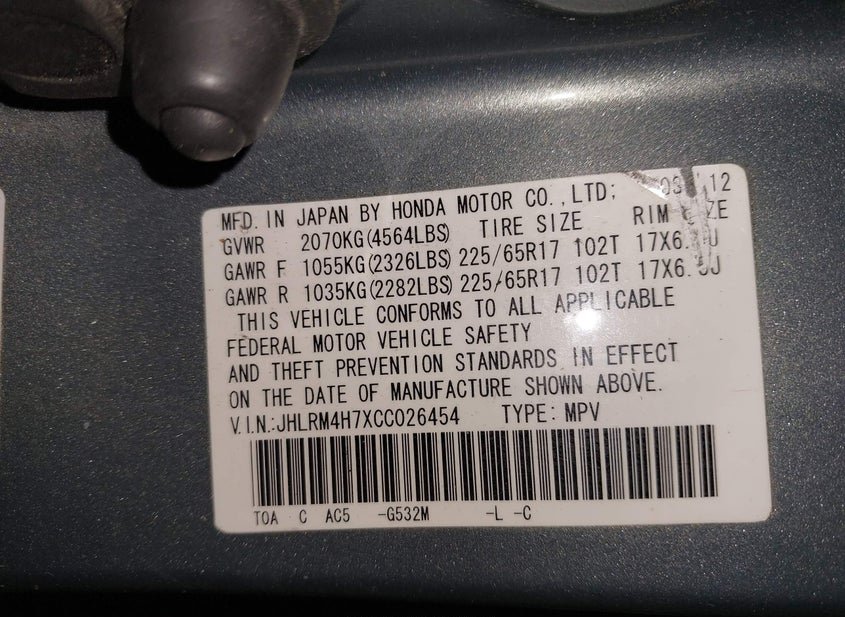 MFD. IN JAPAN BY HONDA MOTOR CO.,LTD; 12
GVWR 2070KG(4564LBS) TIRE SIZE RIM
GAWR F 1055KG(2326LBS) 225/65R17 102T
GAWR R 1035KG(2282LBS) 225/65R17 102T
THIS VEHICLE CONFORMS TO ALL APPLICABLE
FEDERAL MOTOR VEHICLE SAFETY
AND THEFT PREVENTION STANDARDS IN EFFECT
ON THE DATE OF MANUFACTURE SHOWN ABOVE.
V.I.N.:JHLRM4H7XCC026454 TYPE: MPV
TOA C AC5 -G532M -L -C